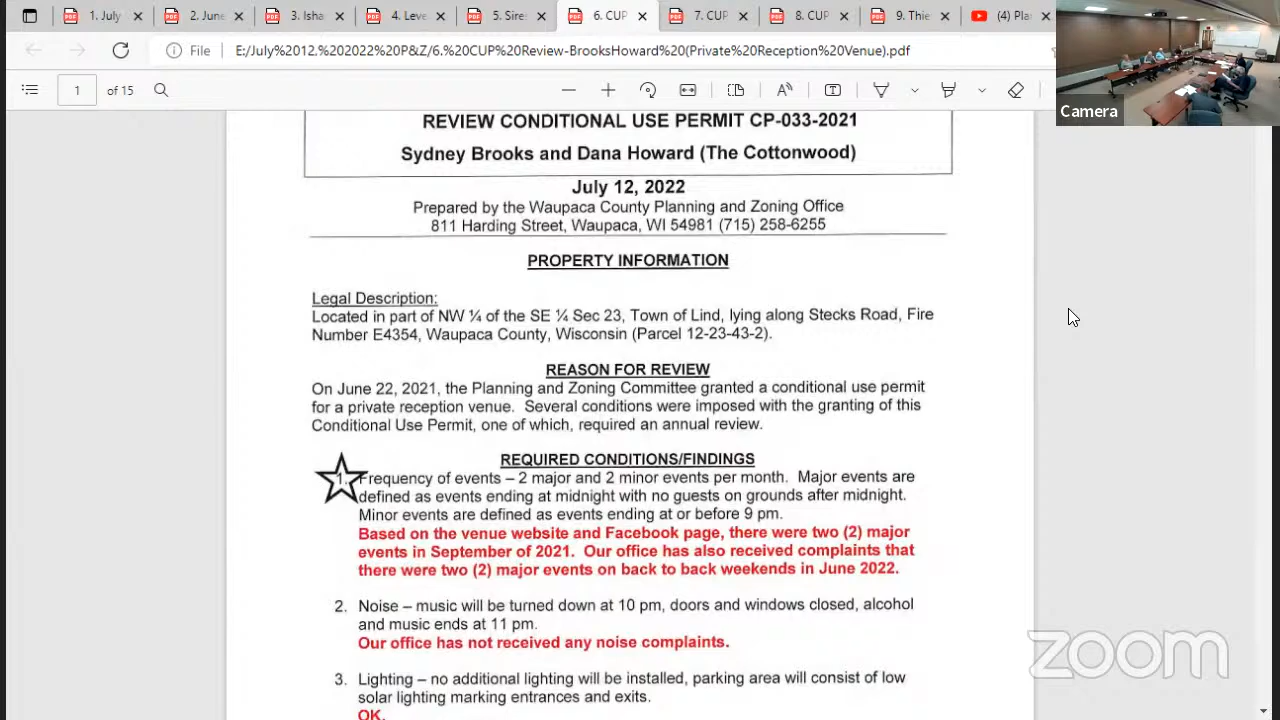 1. July
2. June
3. Isha
4. Leve
5. Sires
6. CUP
7. CUP
8. CUP
9. Thie
(4) Pla
File
E:/July%2012.%202022%20P&Z/6.%20CUP%20Review-BrooksHoward%20(Private%20Reception%20Venue).pdf
1 of 15
Camera
REVIEW CONDITIONAL USE PERMIT CP-033-2021
Sydney Brooks and Dana Howard (The Cottonwood)
July 12, 2022
Prepared by the Waupaca County Planning and Zoning Office
811 Harding Street, Waupaca, WI 54981 (715) 258-6255
PROPERTY INFORMATION
Legal Description:
Located in part of NW ¼ of the SE ¼ Sec 23, Town of Lind, lying along Stecks Road, Fire
Number E4354, Waupaca County, Wisconsin (Parcel 12-23-43-2).
REASON FOR REVIEW
On June 22, 2021, the Planning and Zoning Committee granted a conditional use permit
for a private reception venue. Several conditions were imposed with the granting of this
Conditional Use Permit, one of which, required an annual review.
REQUIRED CONDITIONS/FINDINGS
1. Frequency of events – 2 major and 2 minor events per month. Major events are
defined as events ending at midnight with no guests on grounds after midnight.
Minor events are defined as events ending at or before 9 pm.
Based on the venue website and Facebook page, there were two (2) major
events in September of 2021. Our office has also received complaints that
there were two (2) major events on back to back weekends in June 2022.
2. Noise – music will be turned down at 10 pm, doors and windows closed, alcohol
and music ends at 11 pm.
Our office has not received any noise complaints.
3. Lighting – no additional lighting will be installed, parking area will consist of low
solar lighting marking entrances and exits.
OK.
zoom